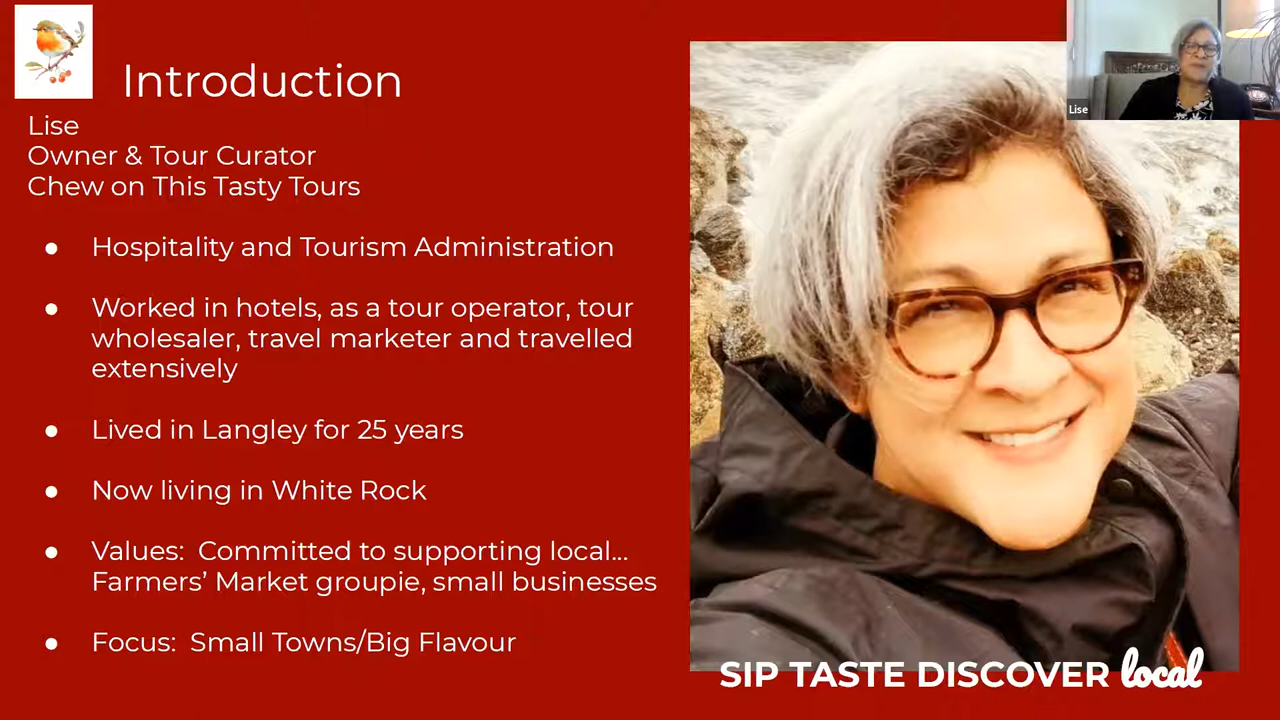 Introduction
Lise
Owner & Tour Curator
Chew on This Tasty Tours
● Hospitality and Tourism Administration
● Worked in hotels, as a tour operator, tour
wholesaler, travel marketer and travelled
extensively
● Lived in Langley for 25 years
● Now living in White Rock
● Values:  Committed to supporting local...
Farmers’ Market groupie, small businesses
● Focus:  Small Towns/Big Flavour
Lise
SIP TASTE DISCOVER local